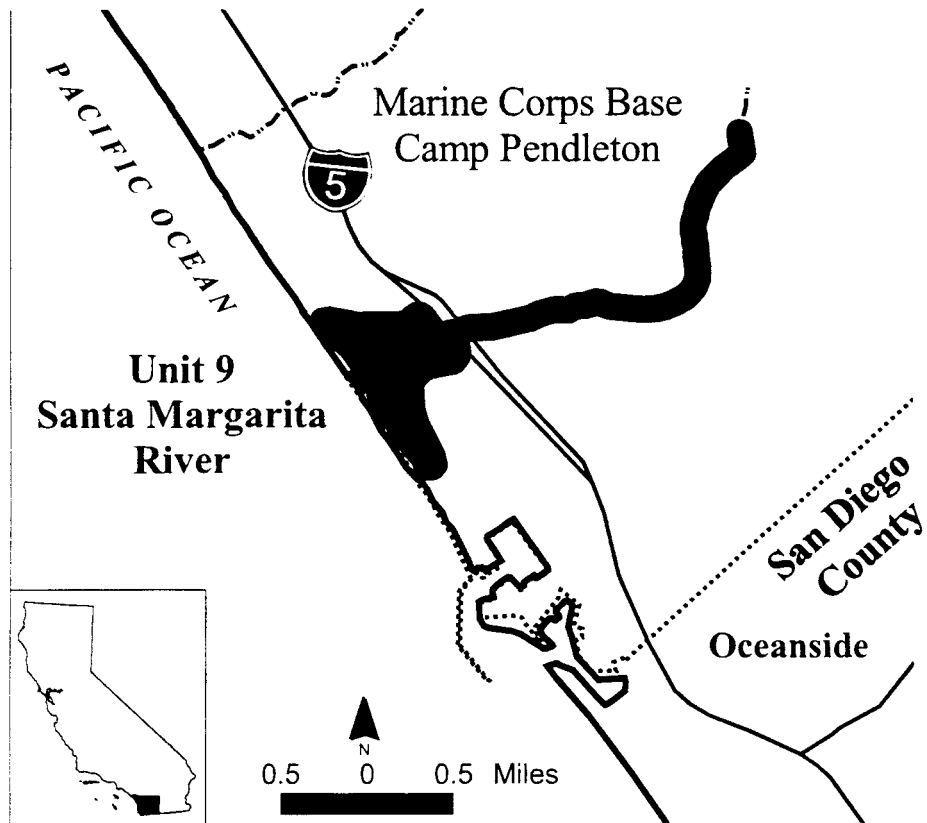 PACIFIC OCEAN
Marine Corps Base
Camp Pendleton
5
Unit 9
Santa Margarita
River
San Diego
County
Oceanside
N
0.5 0 0.5 Miles